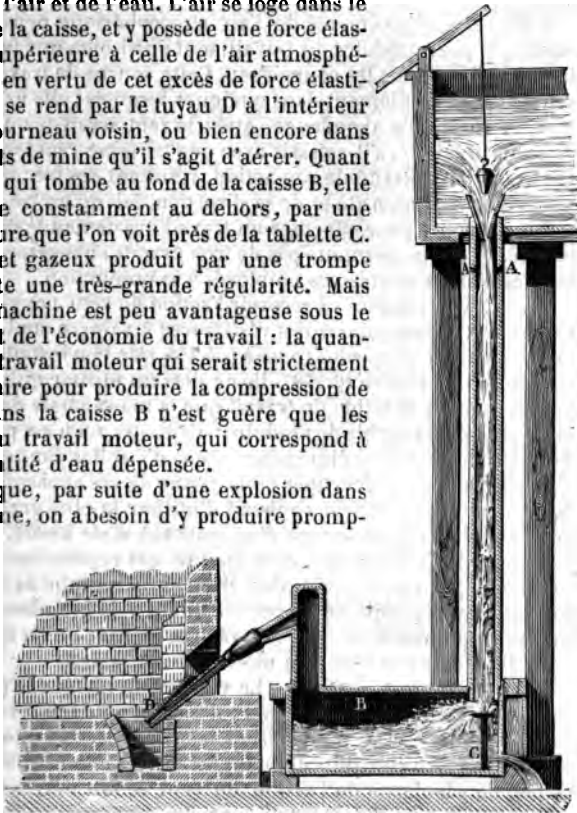 l'air et de l'eau. L'air se loge dans le
la caisse, et y possède une force élas-
upérieure à celle de l'air atmosphé-
en vertu de cet excès de force élasti-
se rend par le tuyau D à l'intérieur
ourneau voisin, ou bien encore dans
ts de mine qu'il s'agit d'aérer. Quant
qui tombe au fond de la caisse B, elle
e constamment au dehors, par une
ure que l'on voit près de la tablette C.
et gazeux produit par une trompe
te une très-grande régularité. Mais
machine est peu avantageuse sous le
t de l'économie du travail : la quan-
travail moteur qui serait strictement
aire pour produire la compression de
ans la caisse B n'est guère que les
u travail moteur, qui correspond à
ntité d'eau dépensée.
que, par suite d'une explosion dans
ne, on a besoin d'y produire promp-
A A
D
B
C